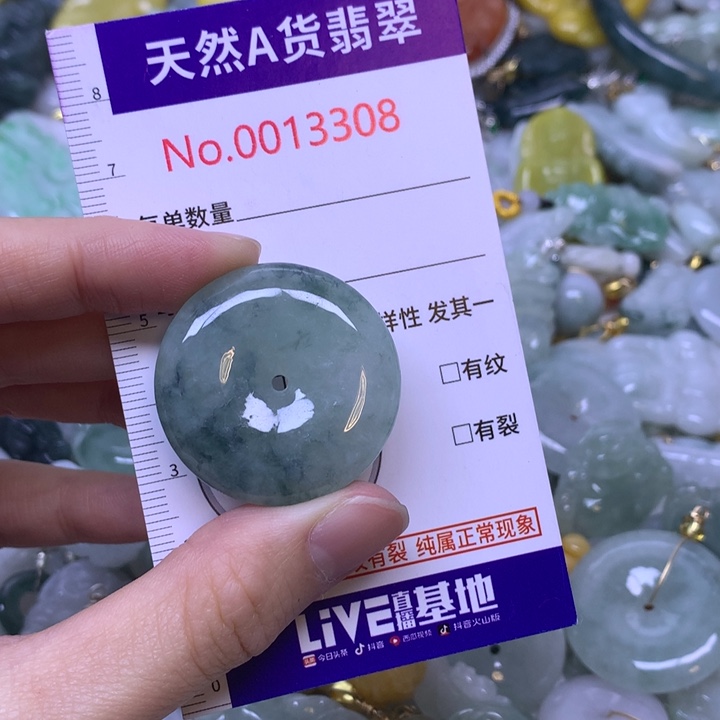 天然A货翡翠
8
No.0013308
7
每单数量
5
样性 发其一
□有纹
□有裂
3
有裂 纯属正常现象
LIVE直播基地
头条 今日头条 抖音 西瓜视频 抖音火山版
0